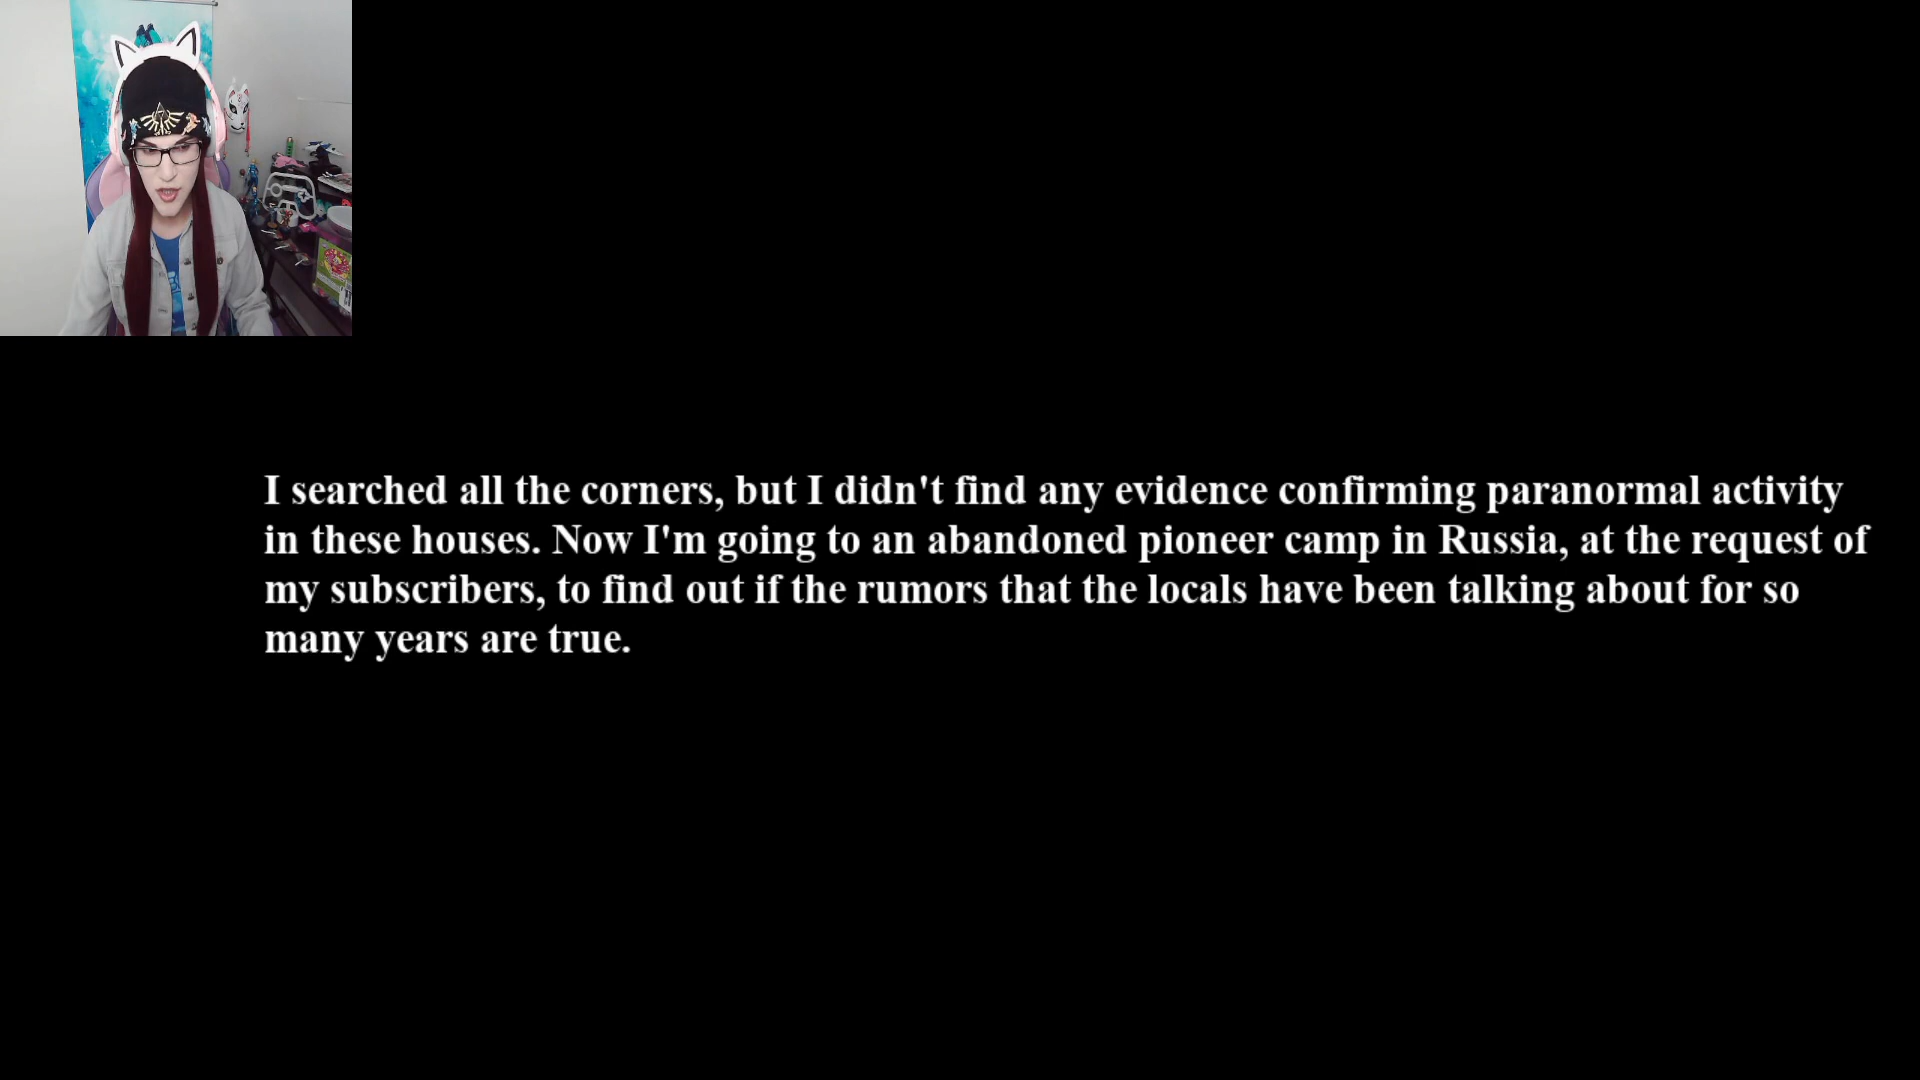 I searched all the corners, but I didn't find any evidence confirming paranormal activity
in these houses. Now I'm going to an abandoned pioneer camp in Russia, at the request of
my subscribers, to find out if the rumors that the locals have been talking about for so
many years are true.